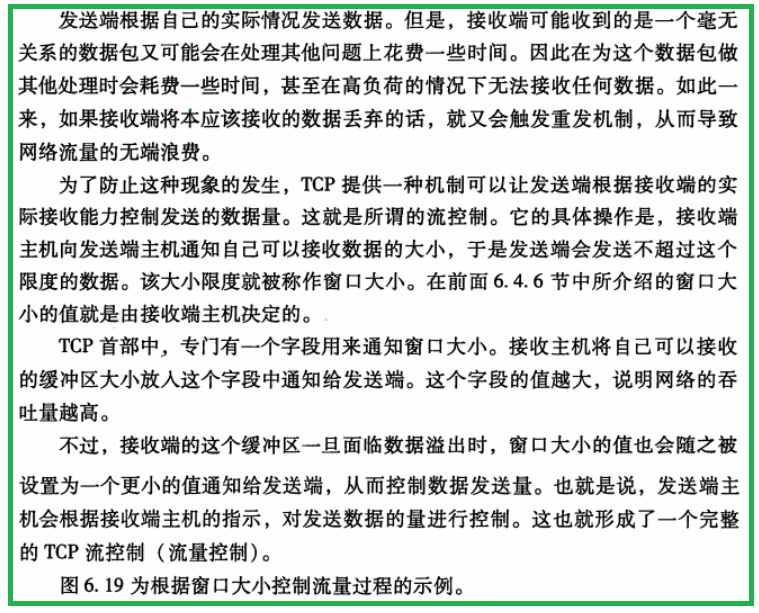 发送端根据自己的实际情况发送数据。但是，接收端可能收到的是一个毫无
关系的数据包又可能会在处理其他问题上花费一些时间。因此在为这个数据包做
其他处理时会耗费一些时间，甚至在高负荷的情况下无法接收任何数据。如此一
来，如果接收端将本应该接收的数据丢弃的话，就又会触发重发机制，从而导致
网络流量的无端浪费。
为了防止这种现象的发生，TCP 提供一种机制可以让发送端根据接收端的实
际接收能力控制发送的数据量。这就是所谓的流控制。它的具体操作是，接收端
主机向发送端主机通知自己可以接收数据的大小，于是发送端会发送不超过这个
限度的数据。该大小限度就被称作窗口大小。在前面 6.4.6 节中所介绍的窗口大
小的值就是由接收端主机决定的。
TCP 首部中，专门有一个字段用来通知窗口大小。接收主机将自己可以接收
的缓冲区大小放入这个字段中通知给发送端。这个字段的值越大，说明网络的吞
吐量越高。
不过，接收端的这个缓冲区一旦面临数据溢出时，窗口大小的值也会随之被
设置为一个更小的值通知给发送端，从而控制数据发送量。也就是说，发送端主
机会根据接收端主机的指示，对发送数据的量进行控制。这也就形成了一个完整
的 TCP 流控制（流量控制）。
图 6.19 为根据窗口大小控制流量过程的示例。